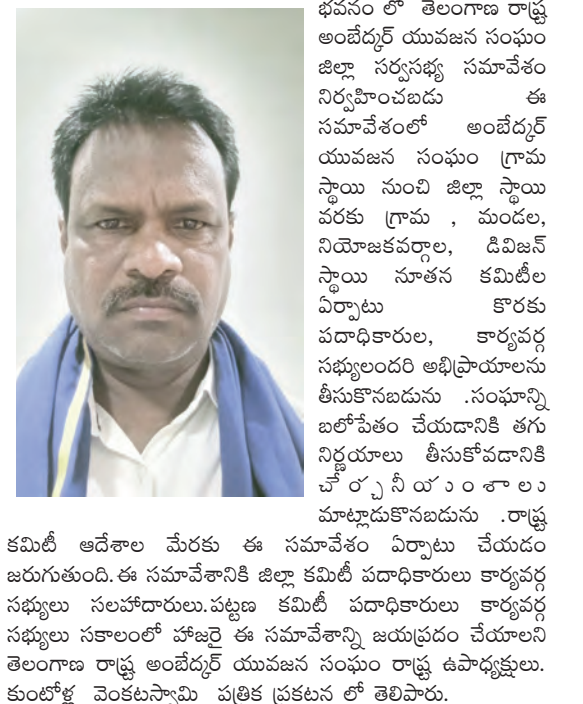 భవనం లో తెలంగాణ రాష్ట్ర
అంబేద్కర్ యువజన సంఘం
జిల్లా సర్వసభ్య సమావేశం
నిర్వహించబడు ఈ
సమావేశంలో అంబేద్కర్
యువజన సంఘం గ్రామ
స్థాయి నుంచి జిల్లా స్థాయి
వరకు గ్రామ , మండల,
నియోజకవర్గాల, డివిజన్
స్థాయి నూతన కమిటీల
ఏర్పాటు కొరకు
పదాధికారుల, కార్యవర్గ
సభ్యులందరి అభిప్రాయాలను
తీసుకొనబడును .సంఘాన్ని
బలోపేతం చేయడానికి తగు
నిర్ణయాలు తీసుకోవడానికి
చేర్చనీయంశాలు
మాట్లాడుకొనబడును .రాష్ట్ర
కమిటీ ఆదేశాల మేరకు ఈ సమావేశం ఏర్పాటు చేయడం
జరుగుతుంది.ఈ సమావేశానికి జిల్లా కమిటీ పదాధికారులు కార్యవర్గ
సభ్యులు సలహాదారులు.పట్టణ కమిటీ పదాధికారులు కార్యవర్గ
సభ్యులు సకాలంలో హాజరై ఈ సమావేశాన్ని జయప్రదం చేయాలని
తెలంగాణ రాష్ట్ర అంబేద్కర్ యువజన సంఘం రాష్ట్ర ఉపాధ్యక్షులు.
కుంటోళ్ల వెంకటస్వామి పత్రిక ప్రకటన లో తెలిపారు.